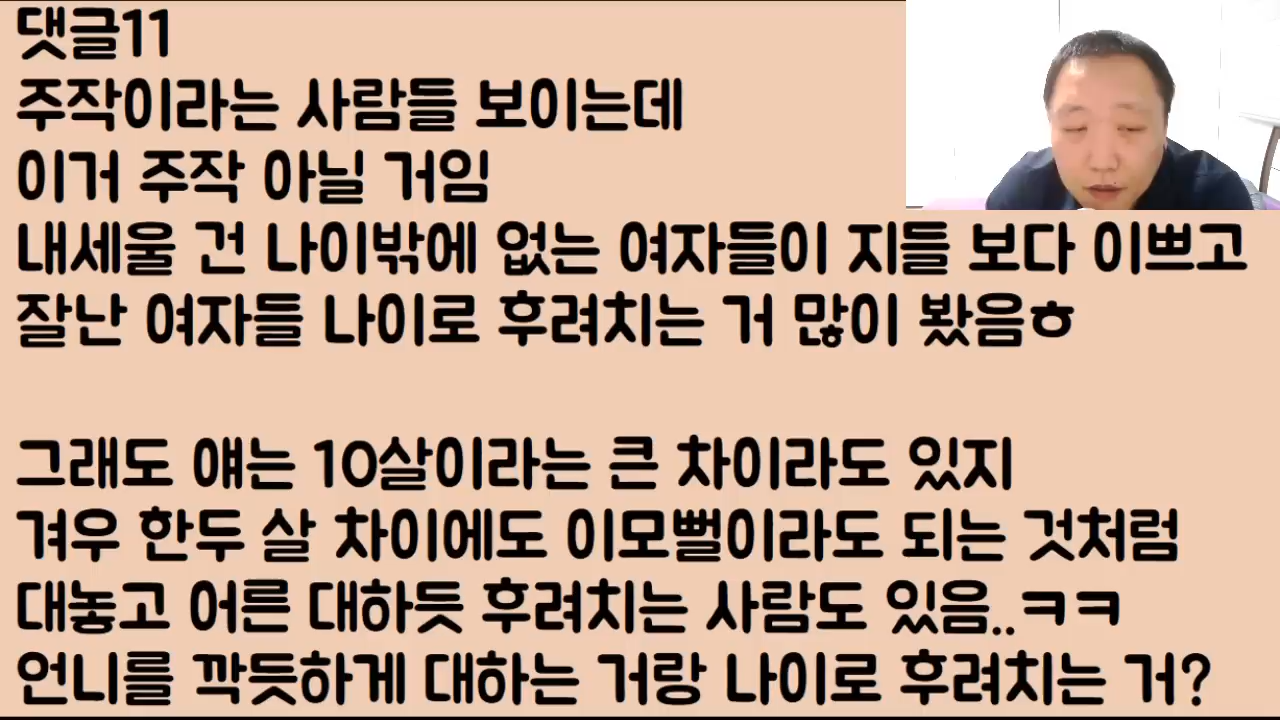 댓글11
주작이라는 사람들 보이는데
이거 주작 아닐 거임
내세울 건 나이밖에 없는 여자들이 지들 보다 이쁘고
잘난 여자들 나이로 후려치는 거 많이 봤음ㅎ
그래도 얘는 10살이라는 큰 차이라도 있지
겨우 한두 살 차이에도 이모뻘이라도 되는 것처럼
대놓고 어른 대하듯 후려치는 사람도 있음..ㅋㅋ
언니를 깍듯하게 대하는 거랑 나이로 후려치는 거?